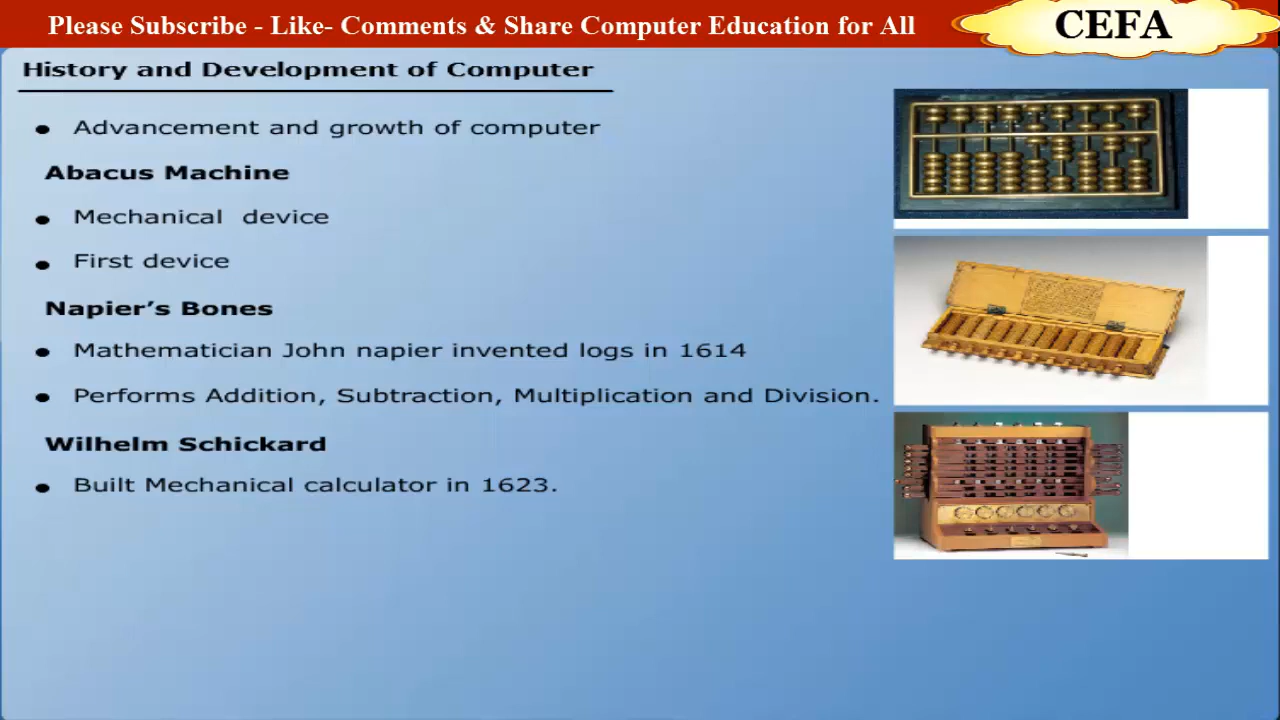 Please Subscribe - Like- Comments & Share Computer Education for All
CEFA
History and Development of Computer
• Advancement and growth of computer
Abacus Machine
• Mechanical device
• First device
Napier's Bones
• Mathematician John napier invented logs in 1614
• Performs Addition, Subtraction, Multiplication and Division.
Wilhelm Schickard
• Built Mechanical calculator in 1623.